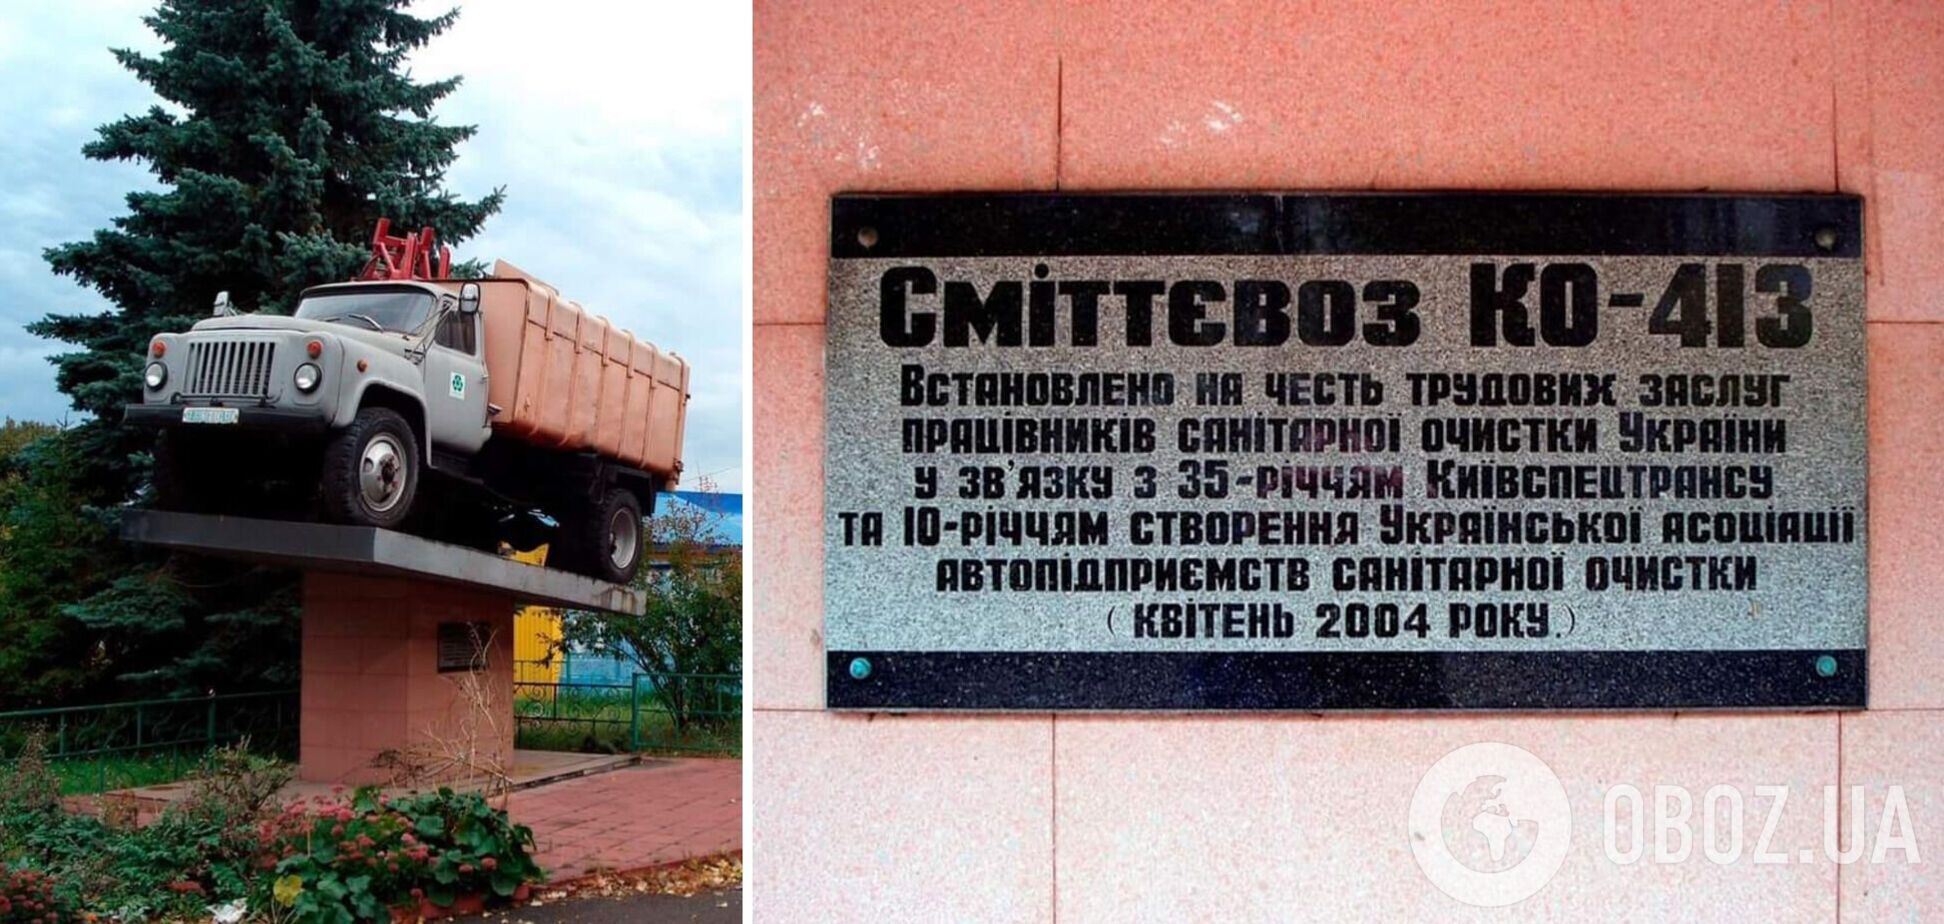 Сміттєвоз КО-413
Встановлено на честь трудових заслуг
працівників санітарної очистки України
у зв'язку з 35-річчям Київспецтрансу
та 10-річчям створення Української асоціації
автопідприємств санітарної очистки
(квітень 2004 року.)
OBOZ.UA